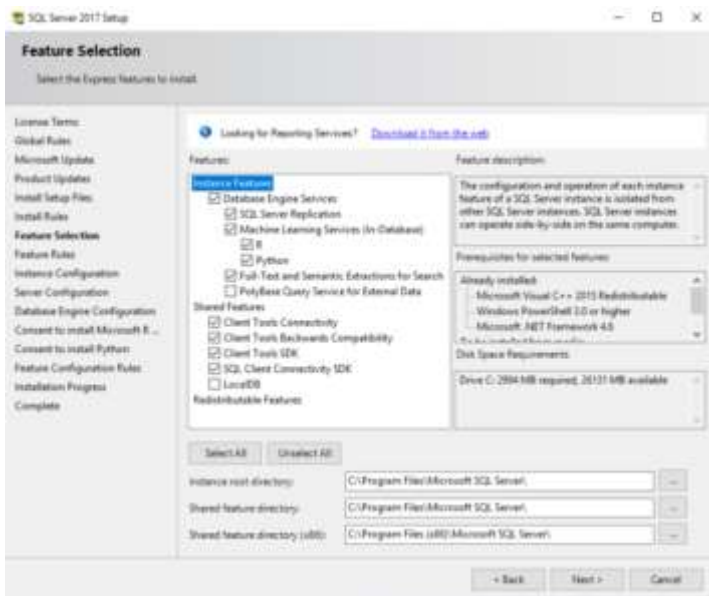 SQL Server 2017 Setup
Feature Selection
Select the Express features to install.
License Terms
Global Rules
Microsoft Update
Product Updates
Install Setup Files
Install Rules
Feature Selection
Feature Rules
Instance Configuration
Server Configuration
Database Engine Configuration
Consent to install Microsoft R ...
Consent to install Python
Feature Configuration Rules
Installation Progress
Complete
Looking for Reporting Services? Download it from the web
Features:
Instance Features
Database Engine Services
SQL Server Replication
Machine Learning Services (In-Database)
R
Python
Full-Text and Semantic Extractions for Search
PolyBase Query Service for External Data
Shared Features
Client Tools Connectivity
Client Tools Backwards Compatibility
Client Tools SDK
SQL Client Connectivity SDK
LocalDB
Redistributable Features
Feature description:
The configuration and operation of each instance
feature of a SQL Server instance is isolated from
other SQL Server instances. SQL Server instances
can operate side-by-side on the same computer.
Prerequisites for selected features:
Already installed:
Microsoft Visual C++ 2015 Redistributable
Windows PowerShell 3.0 or higher
Microsoft .NET Framework 4.6
Disk Space Requirements
Drive C: 2984 MB required, 26131 MB available
Select All
Unselect All
Instance root directory:
C:\Program Files\Microsoft SQL Server\
...
Shared feature directory:
C:\Program Files\Microsoft SQL Server\
...
Shared feature directory (x86):
C:\Program Files (x86)\Microsoft SQL Server\
...
< Back
Next >
Cancel